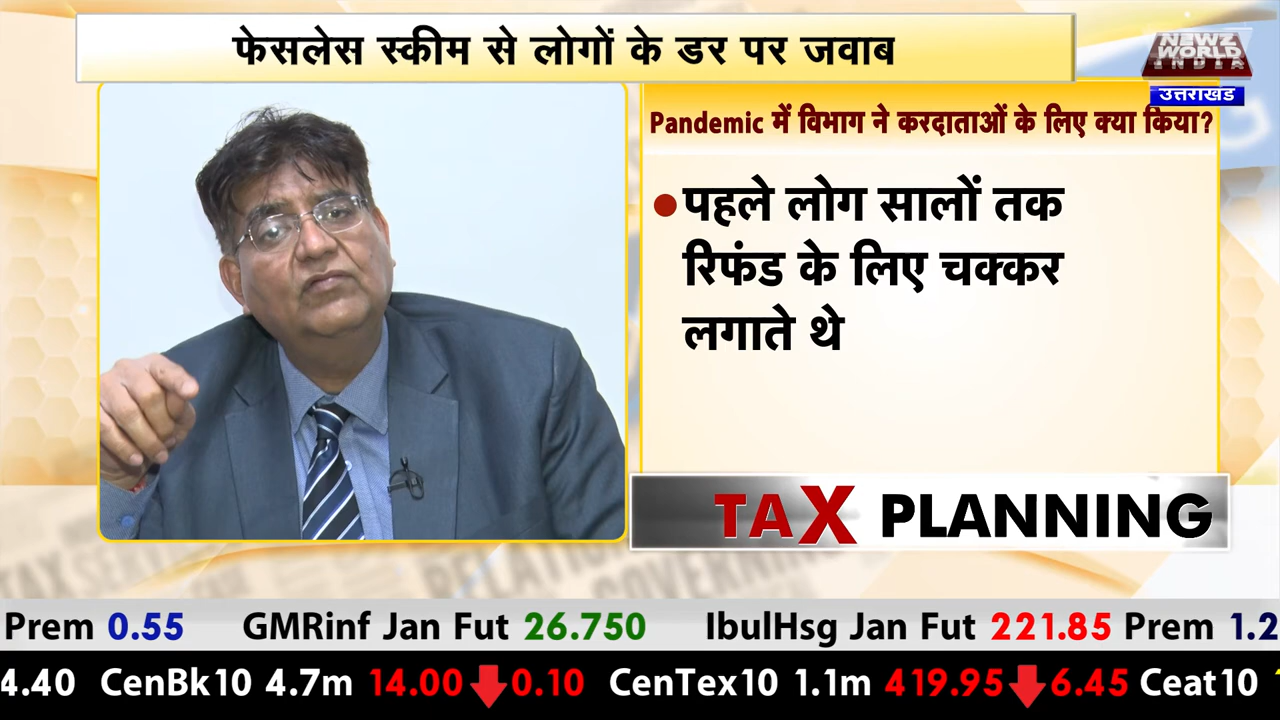 फेसलेस स्कीम से लोगों के डर पर जवाब
NEWZ
WORLD
INDIA
उत्तराखंड
Pandemic में विभाग ने करदाताओं के लिए क्या किया?
•पहले लोग सालों तक
रिफंड के लिए चक्कर
लगाते थे
TAX PLANNING
Prem 0.55 GMRinf Jan Fut 26.750 IbulHsg Jan Fut 221.85 Prem 1.2
4.40 CenBk10 4.7m 14.00 0.10 CenTex10 1.1m 419.95 6.45 Ceat10